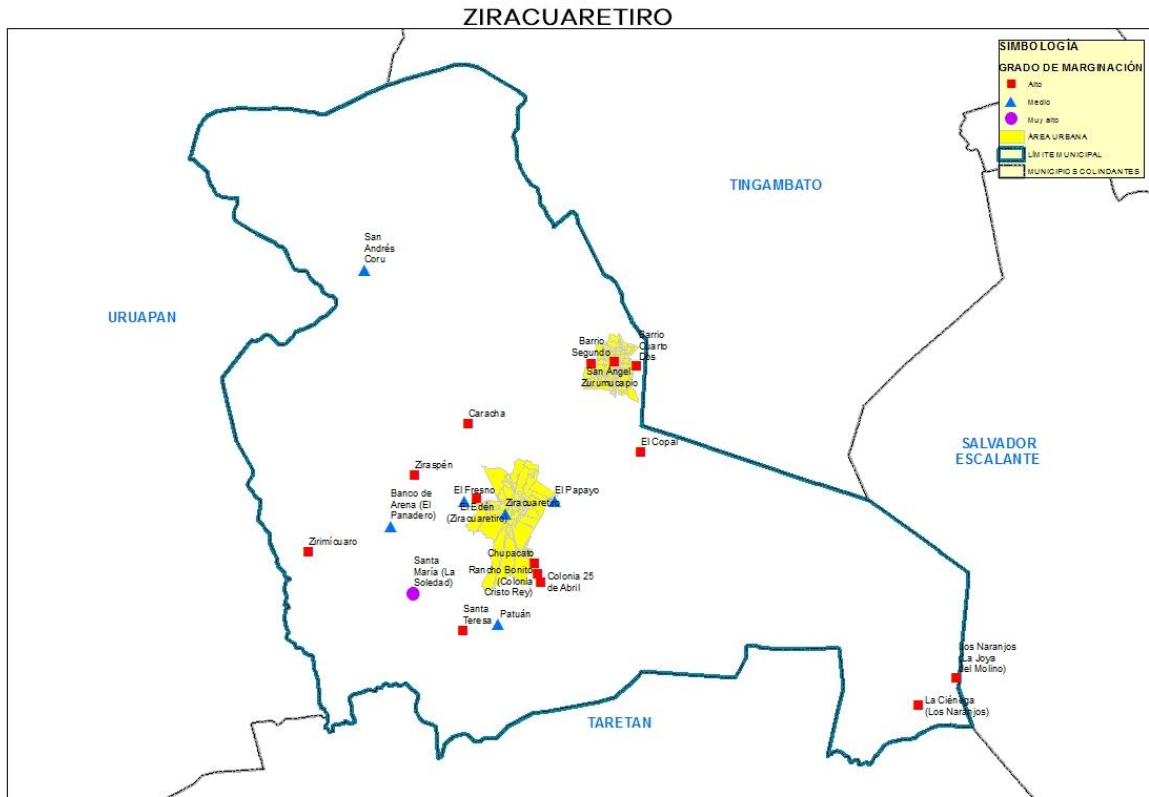 ZIRACUARETIRO
SIMBOLOGÍA
GRADO DE MARGINACIÓN
Alto
Medio
Muy alto
ÁREA URBANA
LÍMITE MUNICIPAL
MUNICIPIOS COLINDANTES
TINGAMBATO
San
Andrés
Coru
URUAPAN
Barrio
Segundo
Barrio
Cuarto
Dos
San Ángel
Zurumucapio
Caracha
El Copal
SALVADOR
ESCALANTE
Ziraspén
El Fresno
El Papayo
Banco de
Arena (El
Panadero)
El Edén
(Ziracuaretiro)
Ziracuaretiro
Zirimícuaro
Chupacato
Santa
María (La
Soledad)
Rancho Bonito
(Colonia
Cristo Rey)
Colonia 25
de Abril
Santa
Teresa
Patuán
Los Naranjos
(La Joya
del Molino)
La Ciénega
(Los Naranjos)
TARETAN